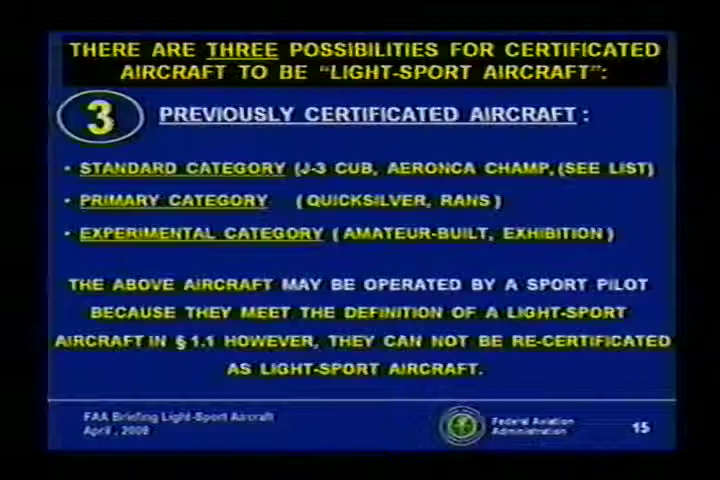 THERE ARE THREE POSSIBILITIES FOR CERTIFICATED
AIRCRAFT TO BE “LIGHT-SPORT AIRCRAFT”:
3 PREVIOUSLY CERTIFICATED AIRCRAFT :
• STANDARD CATEGORY (J-3 CUB, AERONCA CHAMP, (SEE LIST)
• PRIMARY CATEGORY (QUICKSILVER, RANS )
• EXPERIMENTAL CATEGORY ( AMATEUR-BUILT, EXHIBITION )
THE ABOVE AIRCRAFT MAY BE OPERATED BY A SPORT PILOT
BECAUSE THEY MEET THE DEFINITION OF A LIGHT-SPORT
AIRCRAFT IN § 1.1 HOWEVER, THEY CAN NOT BE RE-CERTIFICATED
AS LIGHT-SPORT AIRCRAFT.
FAA Briefing Light-Sport Aircraft
April , 2008
Federal Aviation
Administration
15